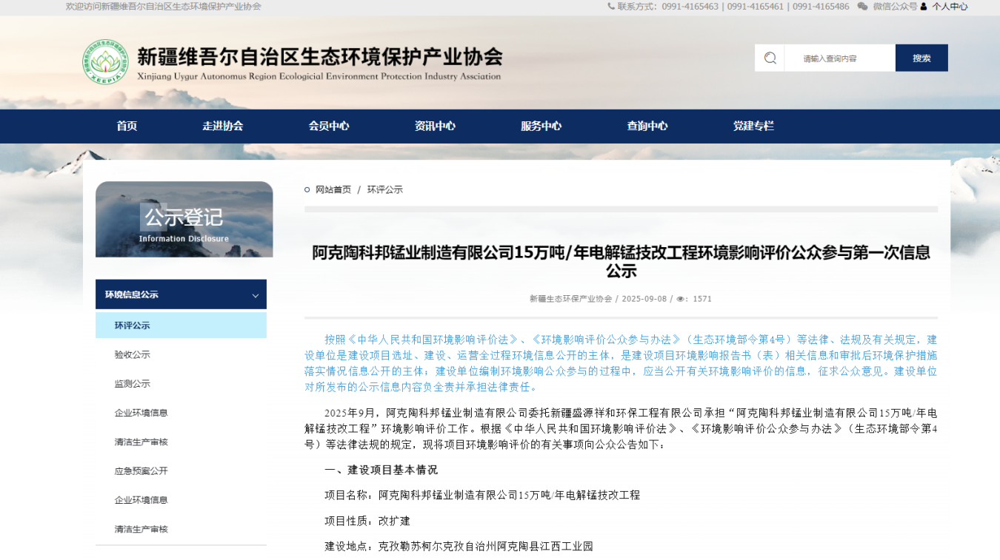 欢迎访问新疆维吾尔自治区生态环境保护产业协会
联系方式：0991-4165463 | 0991-4165461 | 0991-4165486 微信公众号 个人中心
新疆维吾尔自治区生态环境保护产业协会
Xinjiang Uygur Autonomus Region Ecologicial Environment Protection Industry Assciation
请输入查询内容 搜索
首页 走进协会 会员中心 资讯中心 服务中心 查询中心 党建专栏
公示登记
Information Disclosure
环境信息公示
环评公示
验收公示
监测公示
企业环境信息
清洁生产审核
应急预案公开
企业环境信息
清洁生产审核
网站首页 / 环评公示
阿克陶科邦锰业制造有限公司15万吨/年电解锰技改工程环境影响评价公众参与第一次信息
公示
新疆生态环保产业协会 / 2025-09-08 / ：1571
按照《中华人民共和国环境影响评价法》、《环境影响评价公众参与办法》（生态环境部令第4号）等法律、法规及有关规定，建
设单位是建设项目选址、建设、运营全过程环境信息公开的主体，是建设项目环境影响报告书（表）相关信息和审批后环境保护措施
落实情况信息公开的主体；建设单位编制环境影响公众参与的过程中，应当公开有关环境影响评价的信息，征求公众意见。建设单位
对所发布的公示信息内容负全责并承担法律责任。
2025年9月，阿克陶科邦锰业制造有限公司委托新疆盛源祥和环保工程有限公司承担“阿克陶科邦锰业制造有限公司15万吨/年电
解锰技改工程”环境影响评价工作。根据《中华人民共和国环境影响评价法》、《环境影响评价公众参与办法》（生态环境部令第4
号）等法律法规的规定，现将项目环境影响评价的有关事项向公众公告如下：
一、建设项目基本情况
项目名称：阿克陶科邦锰业制造有限公司15万吨/年电解锰技改工程
项目性质：改扩建
建设地点：克孜勒苏柯尔克孜自治州阿克陶县江西工业园